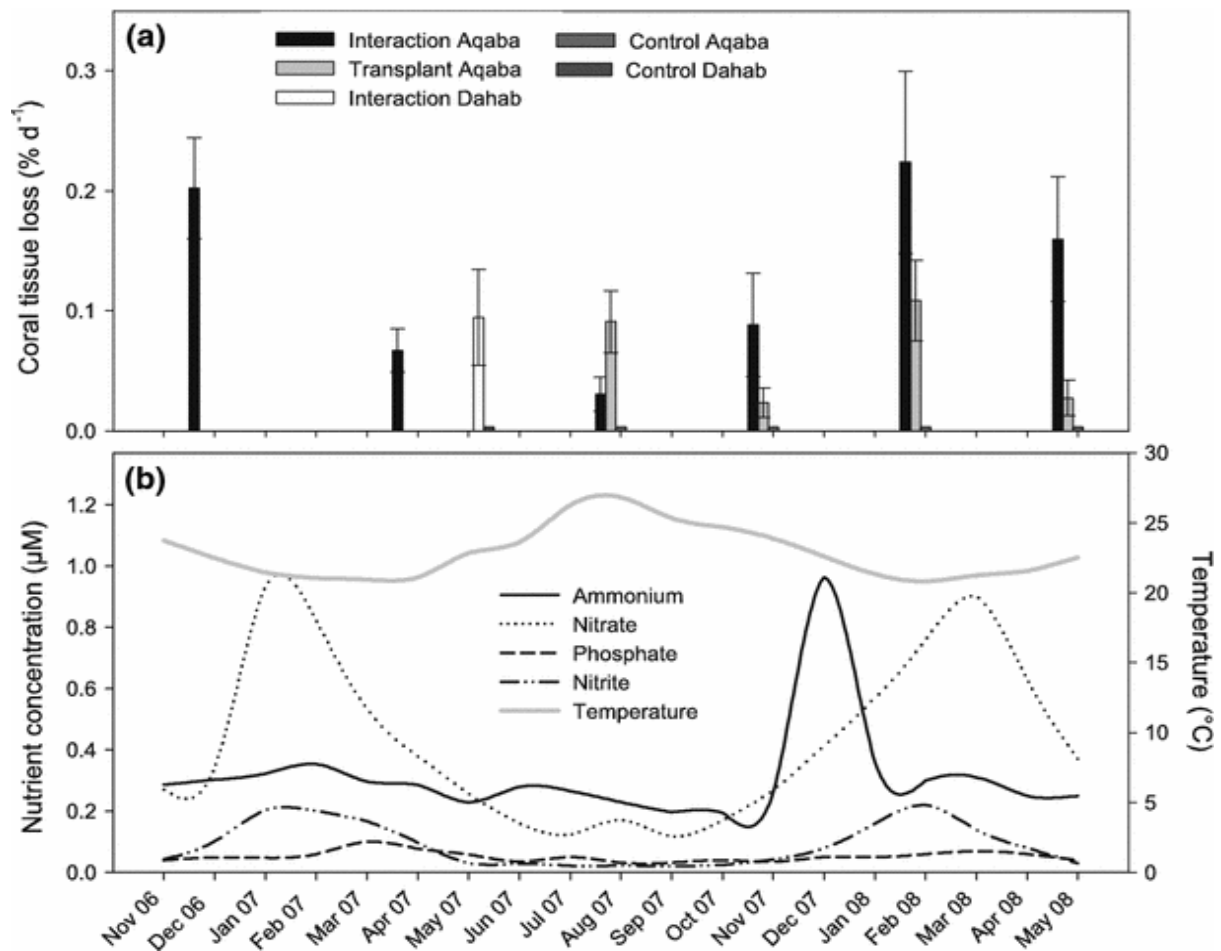 (a)
Interaction Aqaba
Control Aqaba
Transplant Aqaba
Control Dahab
Interaction Dahab
Coral tissue loss (% d⁻¹)
0.3
0.2
0.1
0.0
(b)
Nutrient concentration (µM)
1.2
1.0
0.8
0.6
0.4
0.2
0.0
Ammonium
Nitrate
Phosphate
Nitrite
Temperature
30
25
20
15
10
5
0
Temperature (°C)
Nov 06
Dec 06
Jan 07
Feb 07
Mar 07
Apr 07
May 07
Jun 07
Jul 07
Aug 07
Sep 07
Oct 07
Nov 07
Dec 07
Jan 08
Feb 08
Mar 08
Apr 08
May 08